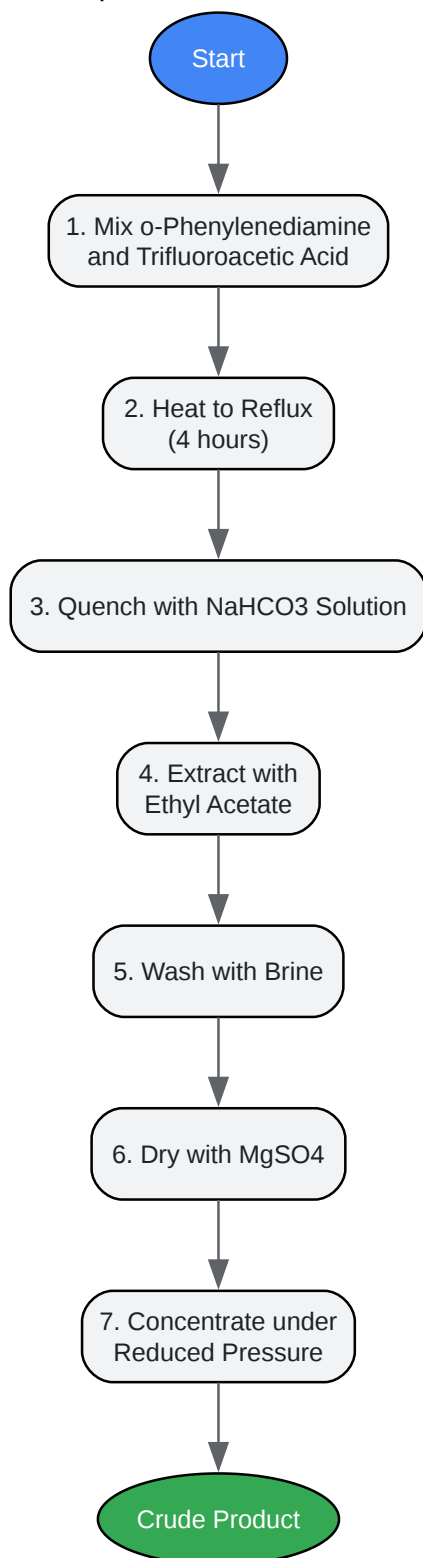 Start
1. Mix o-Phenylenediamine
and Trifluoroacetic Acid
2. Heat to Reflux
(4 hours)
3. Quench with NaHCO3 Solution
4. Extract with
Ethyl Acetate
5. Wash with Brine
6. Dry with MgSO4
7. Concentrate under
Reduced Pressure
Crude Product